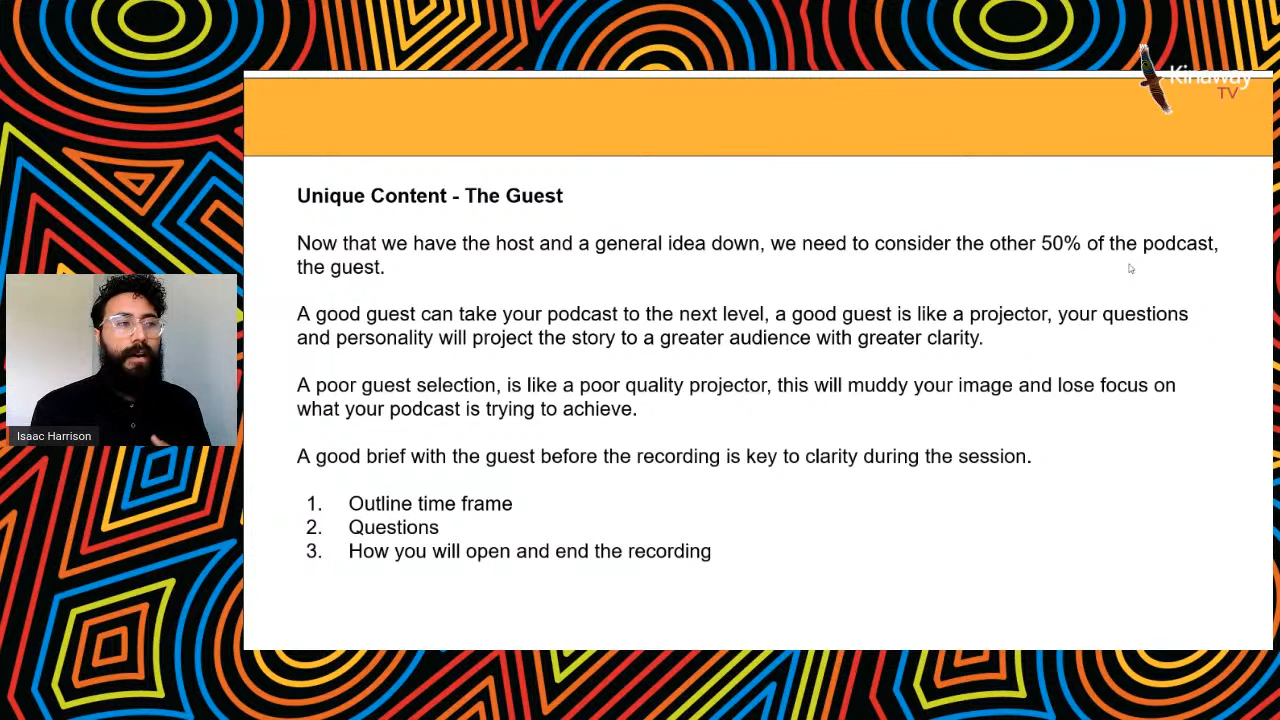 Kinaway
TV
Unique Content - The Guest
Now that we have the host and a general idea down, we need to consider the other 50% of the podcast,
the guest.
A good guest can take your podcast to the next level, a good guest is like a projector, your questions
and personality will project the story to a greater audience with greater clarity.
A poor guest selection, is like a poor quality projector, this will muddy your image and lose focus on
what your podcast is trying to achieve.
A good brief with the guest before the recording is key to clarity during the session.
1. Outline time frame
2. Questions
3. How you will open and end the recording
Isaac Harrison